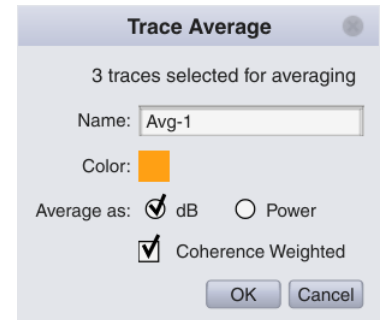 Trace Average
3 traces selected for averaging
Name: Avg-1
Color:
Average as: dB Power
Coherence Weighted
OK Cancel